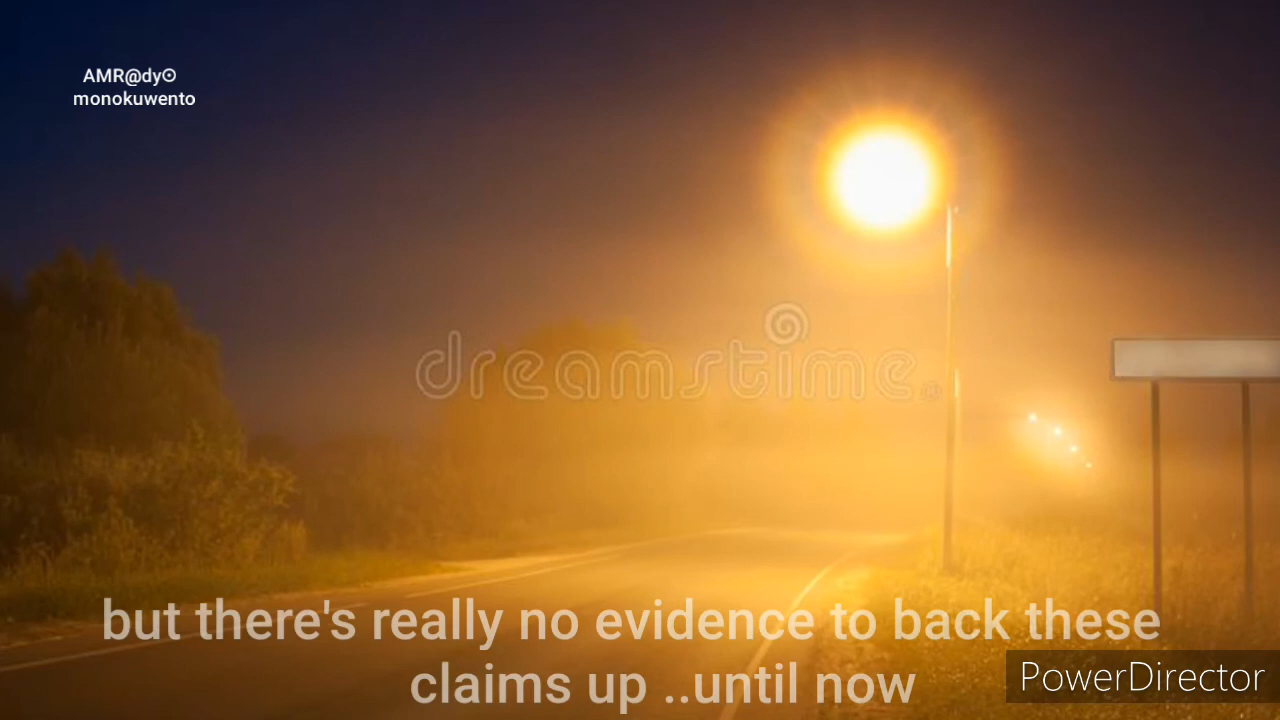 AMR@dy⊙
monokuwento
dreamstime
but there's really no evidence to back these
claims up ..until now
PowerDirector